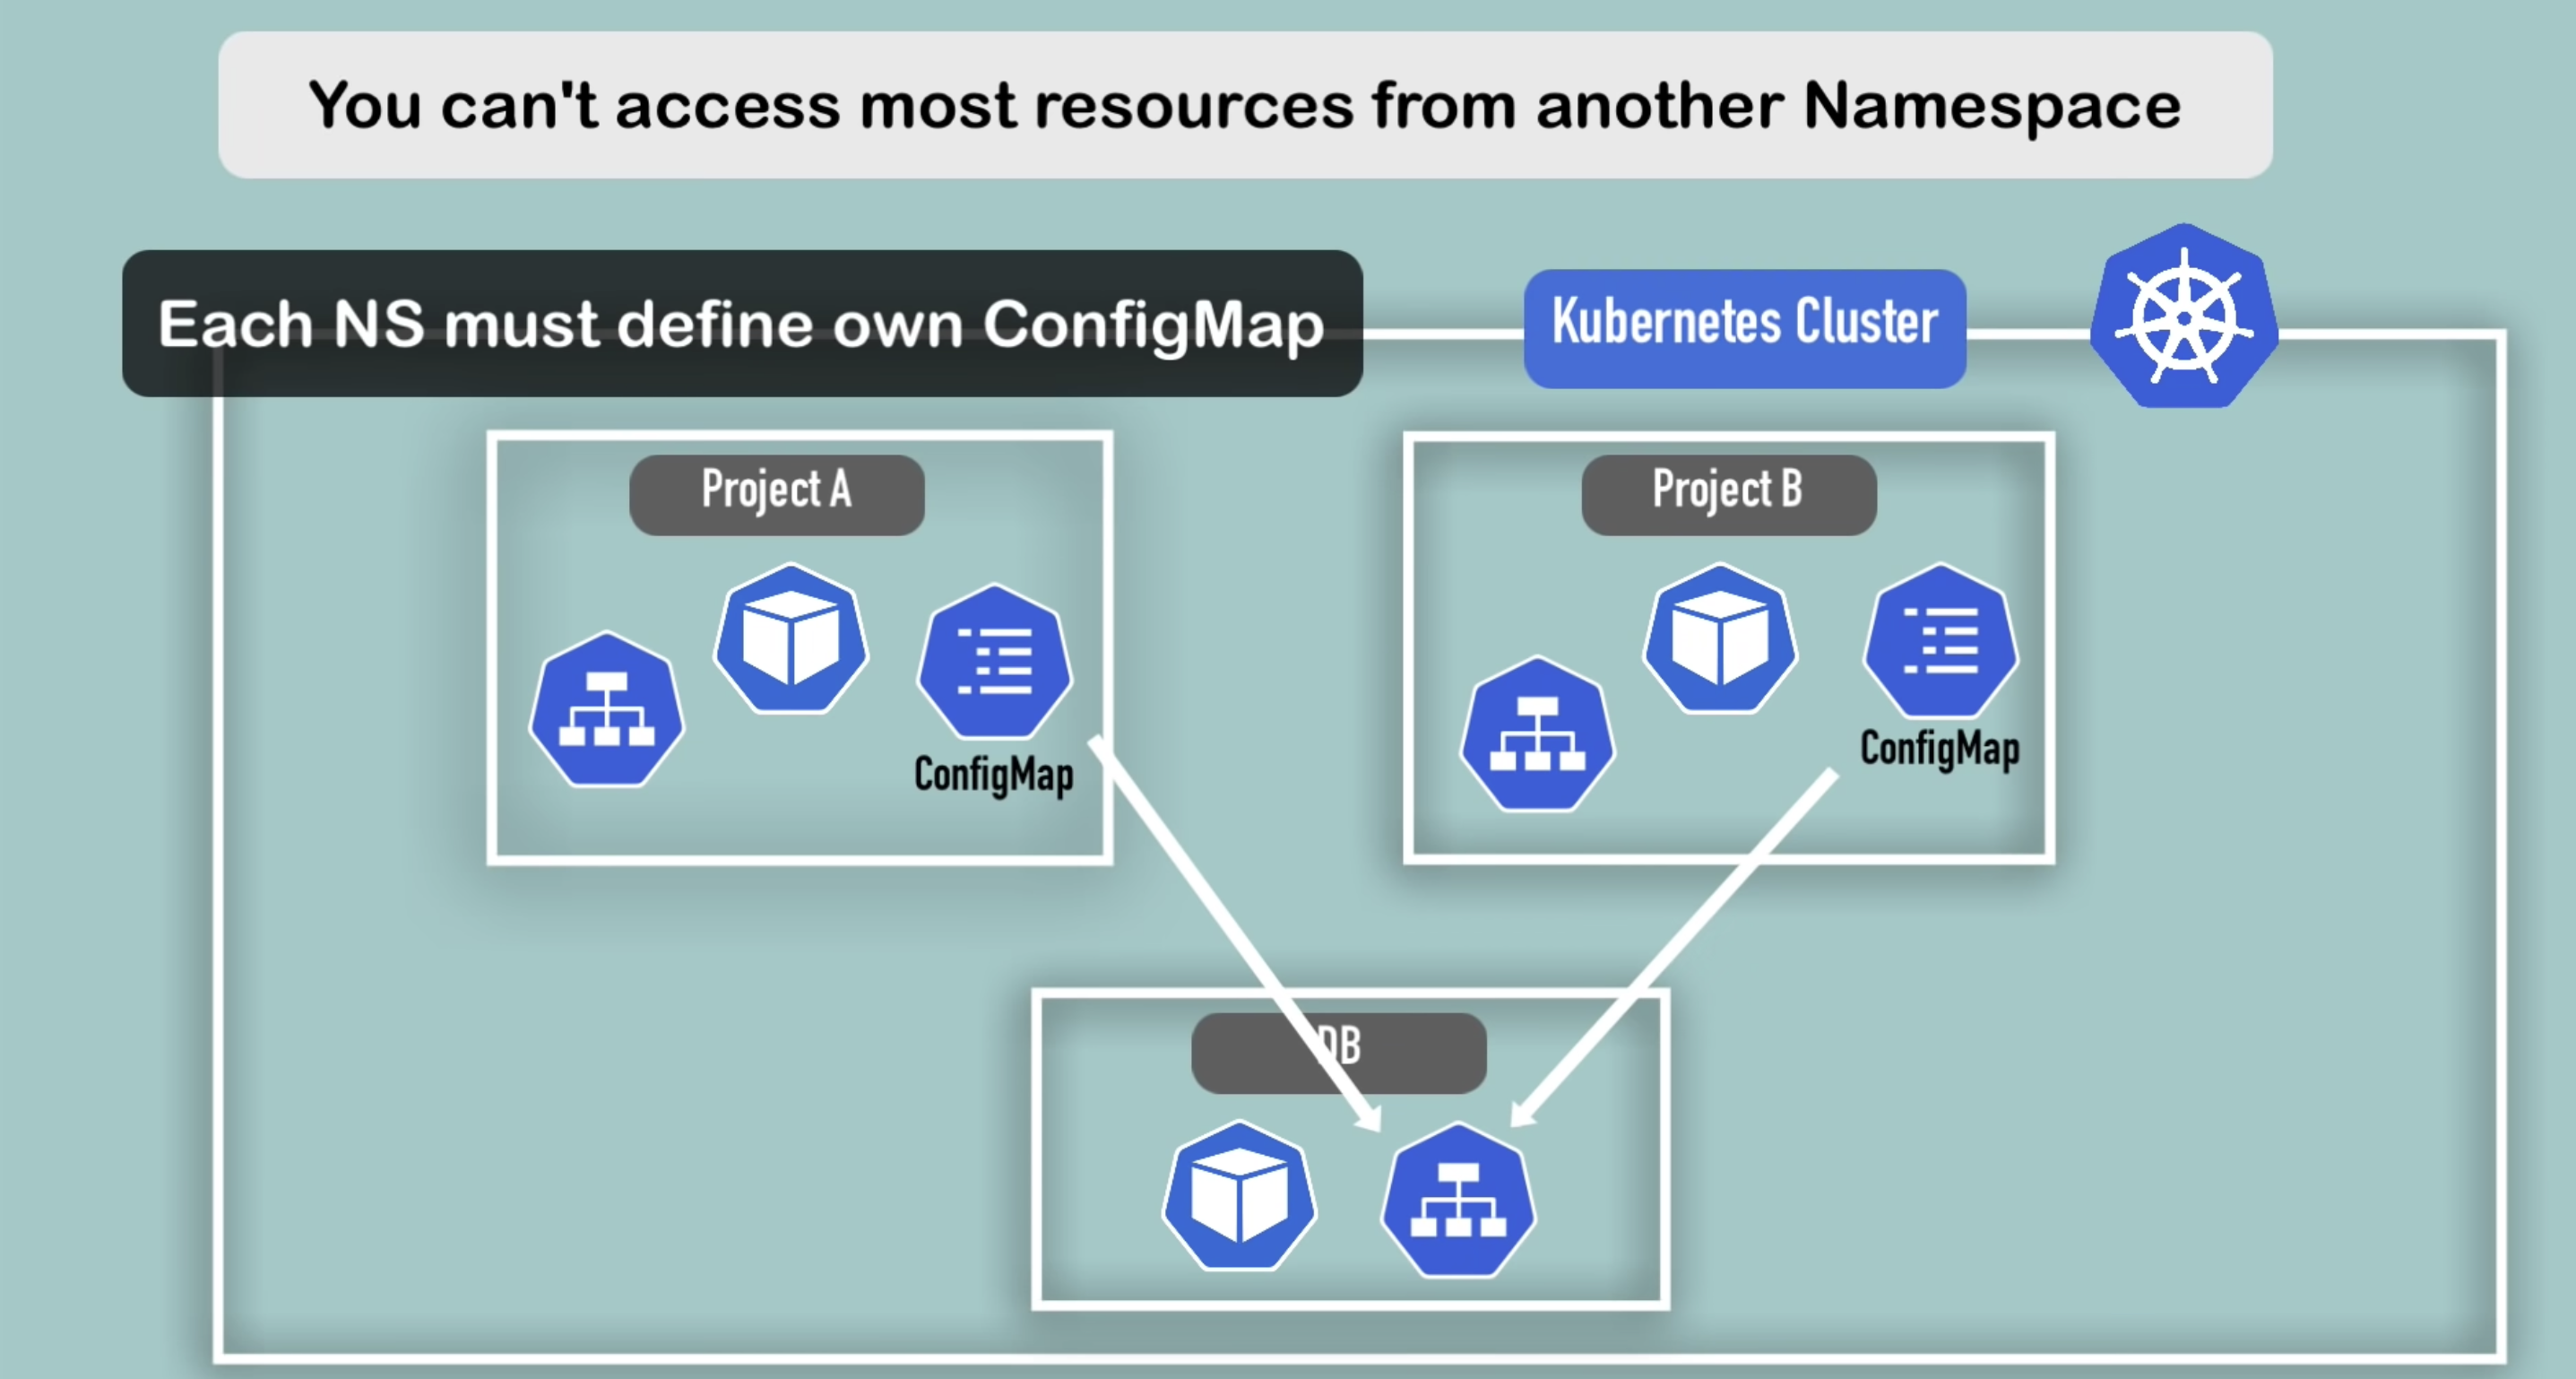 You can't access most resources from another Namespace
Each NS must define own ConfigMap
Kubernetes Cluster
Project A
ConfigMap
Project B
ConfigMap
DB